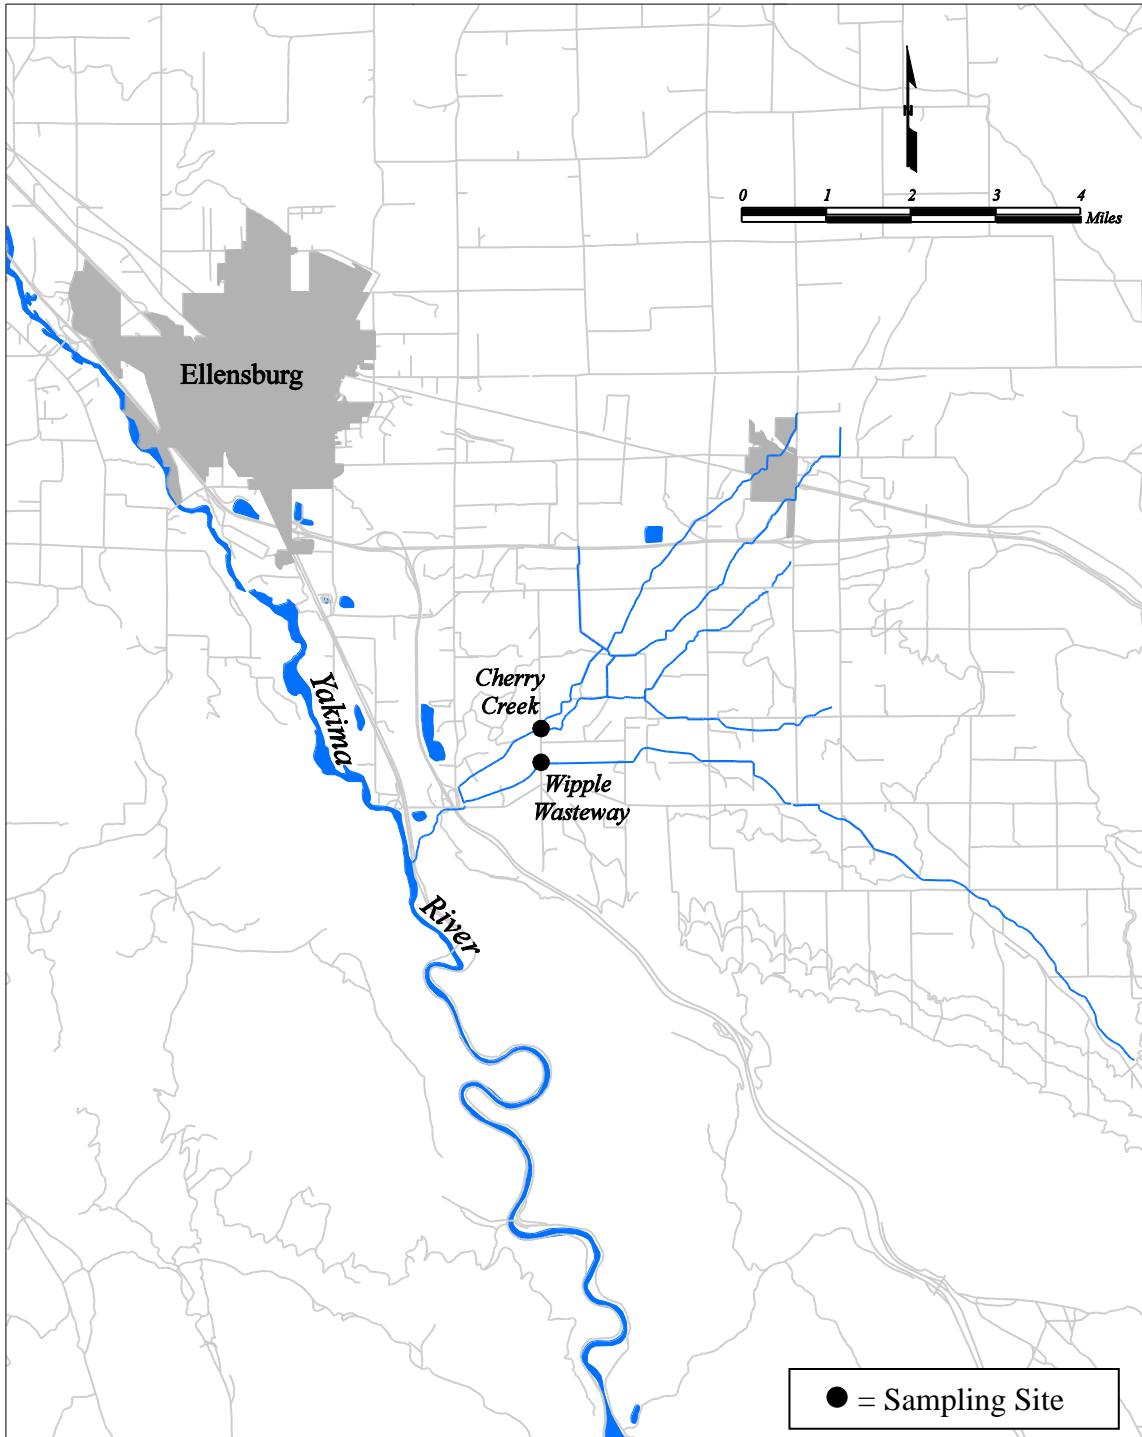 N
0 1 2 3 4
Miles
Ellensburg
Cherry
Creek
Yakima
Wipple
Wasteway
River
= Sampling Site